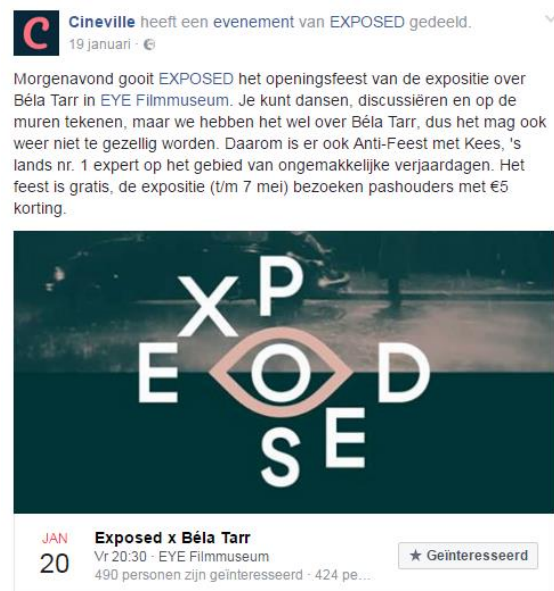 Cineville heeft een evenement van EXPOSED gedeeld.
19 januari ·
Morgenavond gooit EXPOSED het openingsfeest van de expositie over
Béla Tarr in EYE Filmmuseum. Je kunt dansen, discussiëren en op de
muren tekenen, maar we hebben het wel over Béla Tarr, dus het mag ook
weer niet te gezellig worden. Daarom is er ook Anti-Feest met Kees, 's
lands nr. 1 expert op het gebied van ongemakkelijke verjaardagen. Het
feest is gratis, de expositie (t/m 7 mei) bezoeken pashouders met €5
korting.
EXPOSED
JAN
20
Exposed x Béla Tarr
Vr 20:30 · EYE Filmmuseum
490 personen zijn geïnteresseerd · 424 pe...
★ Geïnteresseerd